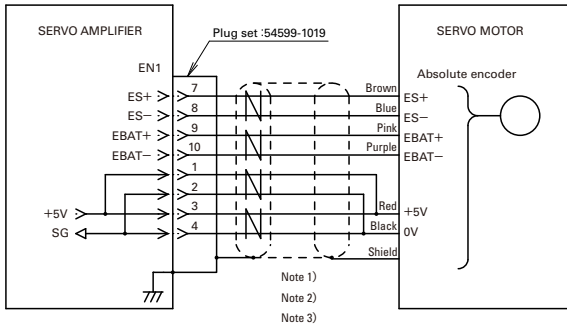 SERVO AMPLIFIER
Plug set :54599-1019
SERVO MOTOR
EN1
Absolute encoder
ES+ 7 Brown ES+
ES− 8 Blue ES−
EBAT+ 9 Pink EBAT+
EBAT− 10 Purple EBAT−
1
2
+5V 3 Red +5V
SG 4 Black 0V
Shield
Note 1)
Note 2)
Note 3)